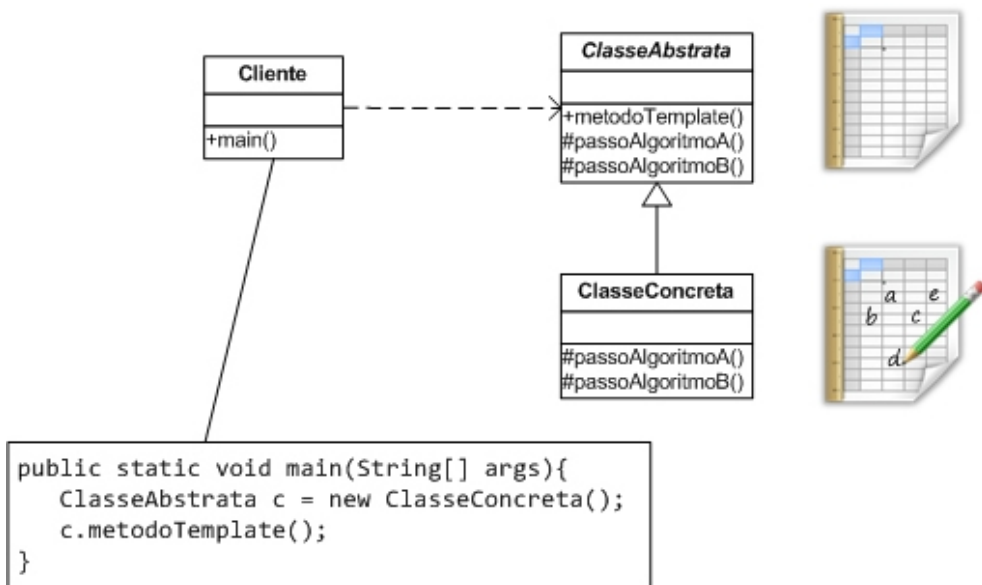 Cliente
+main()
ClasseAbstrata
+metodoTemplate()
#passoAlgoritmoA()
#passoAlgoritmoB()
ClasseConcreta
#passoAlgoritmoA()
#passoAlgoritmoB()
a e
b c
d
public static void main(String[] args){
ClasseAbstrata c = new ClasseConcreta();
c.metodoTemplate();
}